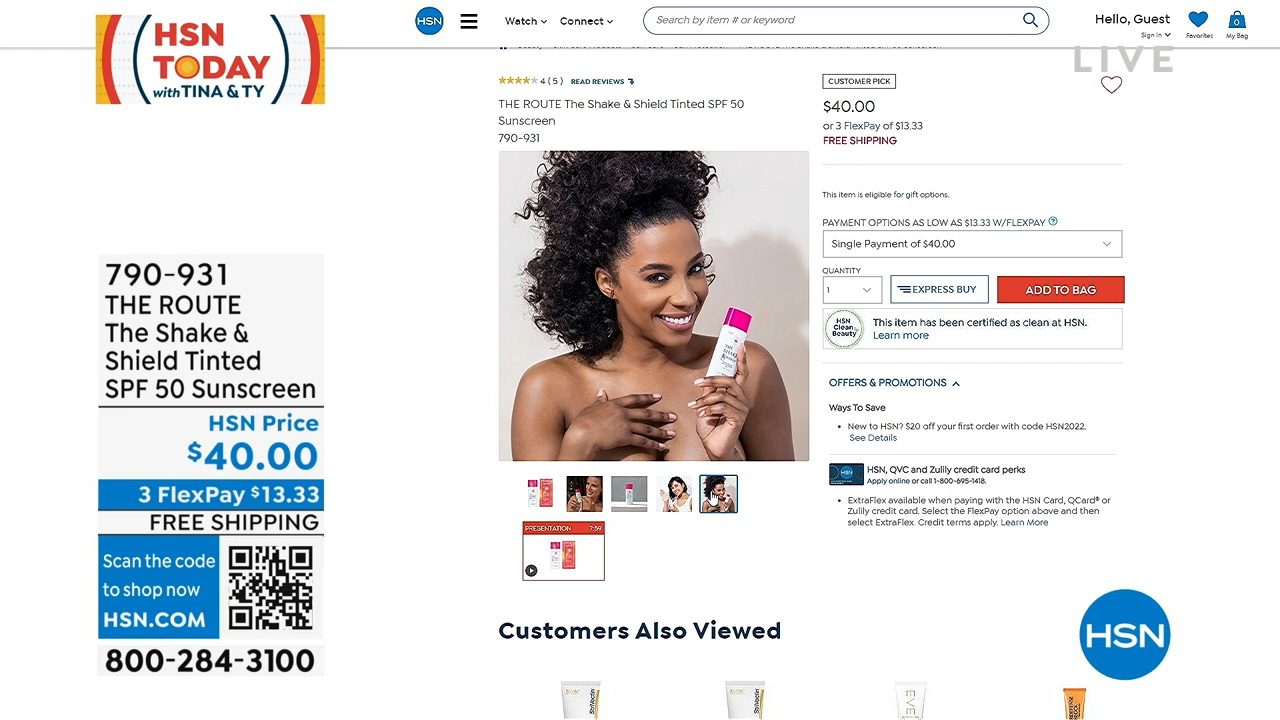 HSN
TODAY
with TINA & TY
790-931
THE ROUTE
The Shake &
Shield Tinted
SPF 50 Sunscreen
HSN Price
$40.00
3 FlexPay $13.33
FREE SHIPPING
Scan the code
to shop now
HSN.COM
800-284-3100
HSN
Watch
Connect
Search by item # or keyword
Hello, Guest
Sign In
Favorites
0
My Bag
LIVE
4 ( 5 ) READ REVIEWS
THE ROUTE The Shake & Shield Tinted SPF 50
Sunscreen
790-931
THE
SHAKE
PRESENTATION 7:59
CUSTOMER PICK
$40.00
or 3 FlexPay of $13.33
FREE SHIPPING
This item is eligible for gift options.
PAYMENT OPTIONS AS LOW AS $13.33 W/FLEXPAY ?
Single Payment of $40.00
QUANTITY
1
EXPRESS BUY
ADD TO BAG
HSN
Clean
Beauty
This item has been certified as clean at HSN.
Learn more
OFFERS & PROMOTIONS
Ways To Save
• New to HSN? $20 off your first order with code HSN2022.
See Details
HSN
HSN, QVC and Zulily credit card perks
Apply online or call 1-800-695-1418.
• ExtraFlex available when paying with the HSN Card, QCard® or
Zulily credit card. Select the FlexPay option above and then
select ExtraFlex. Credit terms apply. Learn More
Customers Also Viewed
StriVectin
StriVectin
EVE
HSN